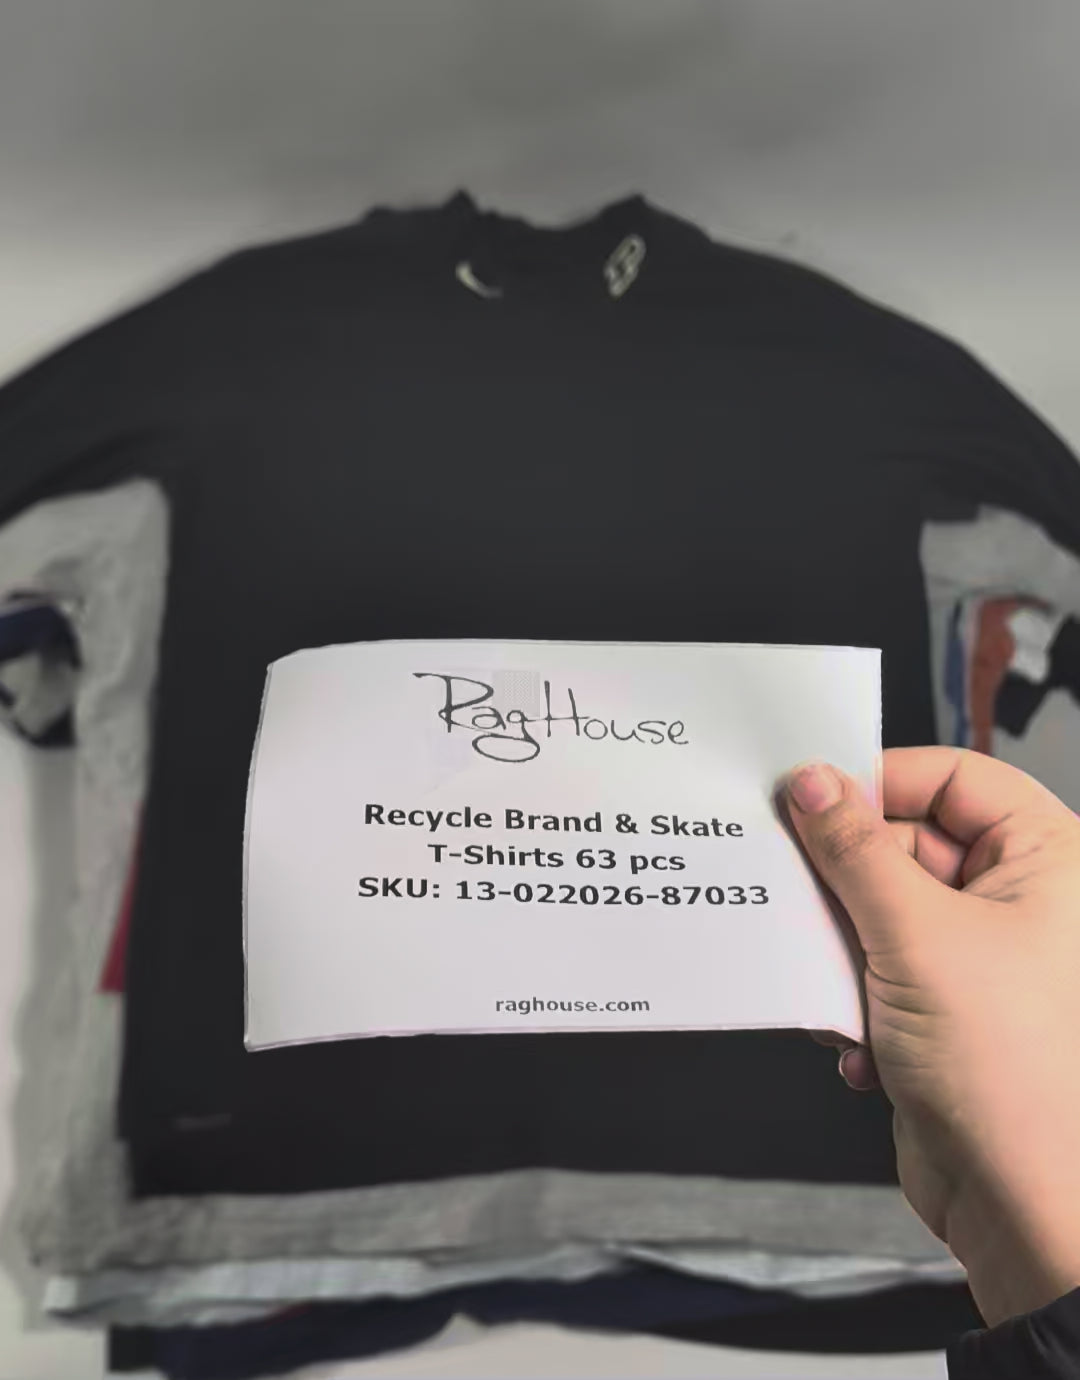 RagHouse
Recycle Brand & Skate
T-Shirts 63 pcs
SKU: 13-022026-87033
raghouse.com